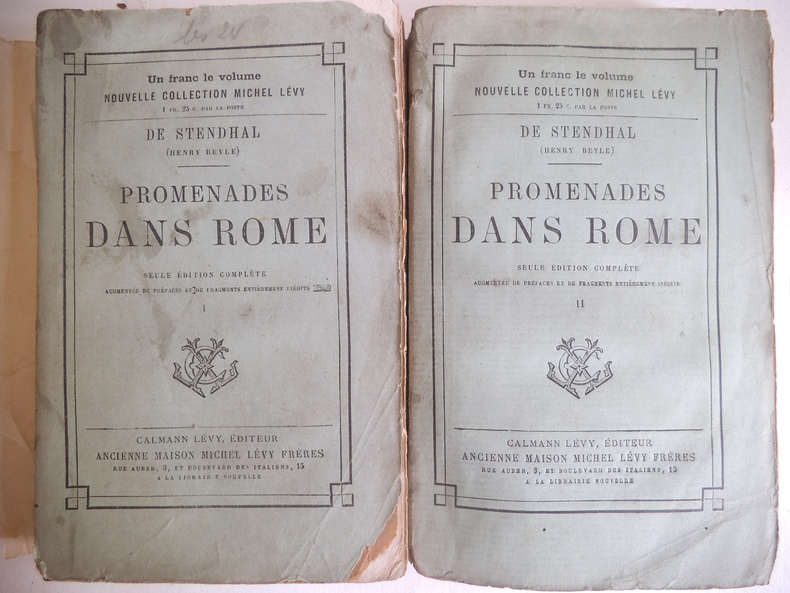 Un franc le volume
NOUVELLE COLLECTION MICHEL LÉVY
1 FR. 25 C. PAR LA POSTE
DE STENDHAL
(HENRY BEYLE)
PROMENADES
DANS ROME
SEULE ÉDITION COMPLÈTE
AUGMENTÉE DE PRÉFACES ET DE FRAGMENTS ENTIÈREMENT INÉDITS
I
CALMANN LÉVY, ÉDITEUR
ANCIENNE MAISON MICHEL LÉVY FRÈRES
RUE AUBER, 3, ET BOULEVARD DES ITALIENS, 15
A LA LIBRAIRIE NOUVELLE
Un franc le volume
NOUVELLE COLLECTION MICHEL LÉVY
1 FR. 25 C. PAR LA POSTE
DE STENDHAL
(HENRY BEYLE)
PROMENADES
DANS ROME
SEULE ÉDITION COMPLÈTE
AUGMENTÉE DE PRÉFACES ET DE FRAGMENTS ENTIÈREMENT INÉDITS
II
CALMANN LÉVY, ÉDITEUR
ANCIENNE MAISON MICHEL LÉVY FRÈRES
RUE AUBER, 3, ET BOULEVARD DES ITALIENS, 15
A LA LIBRAIRIE NOUVELLE